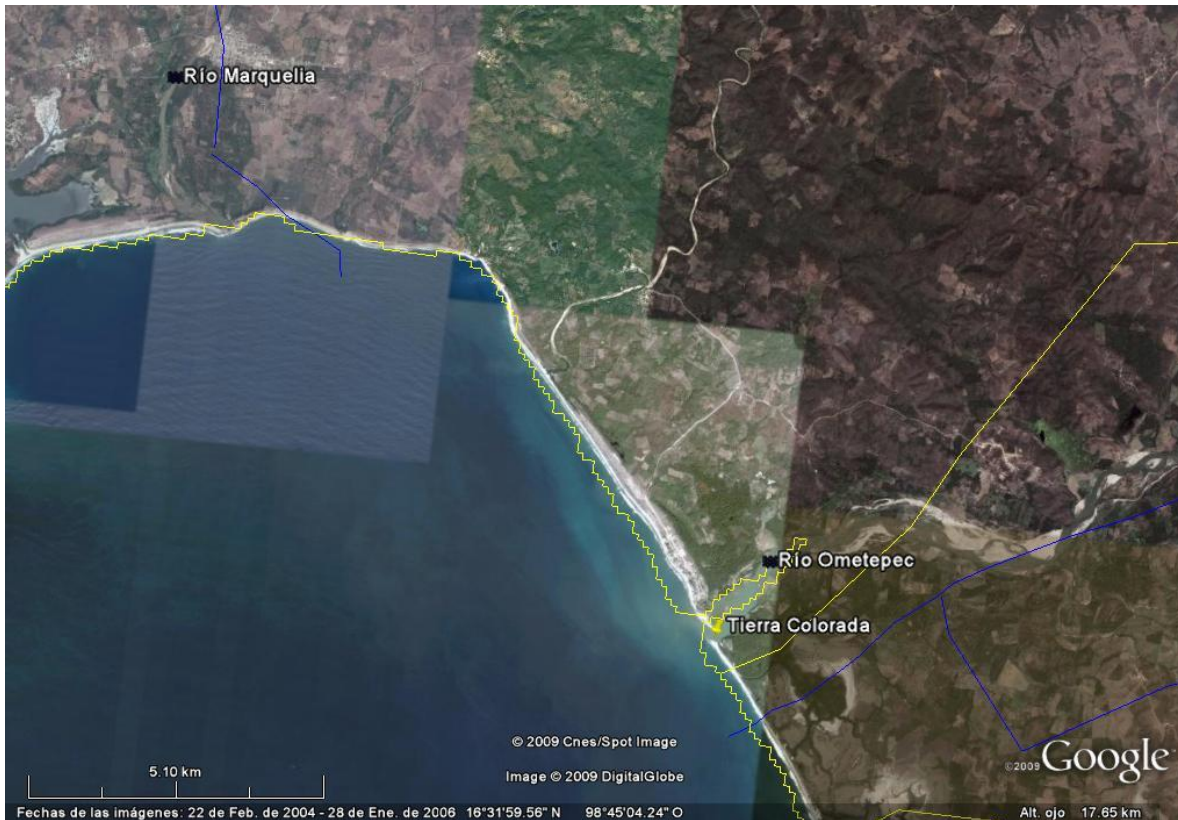 Río Marquelia
Río Ometepec
Tierra Colorada
© 2009 Cnes/Spot Image
Image © 2009 DigitalGlobe
©2009 Google
5.10 km
Fechas de las imágenes: 22 de Feb. de 2004 - 28 de Ene. de 2006 16°31'59.56" N 98°45'04.24" O Alt. ojo 17.65 km